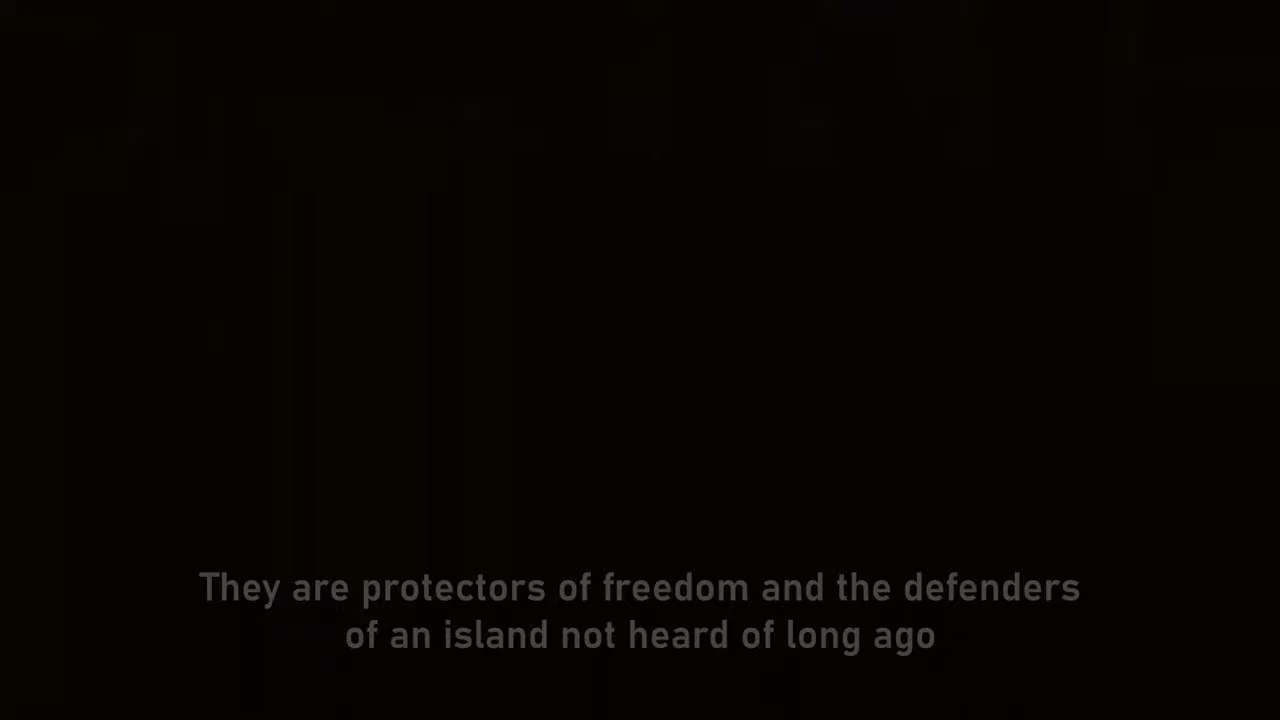 They are protectors of freedom and the defenders
of an island not heard of long ago